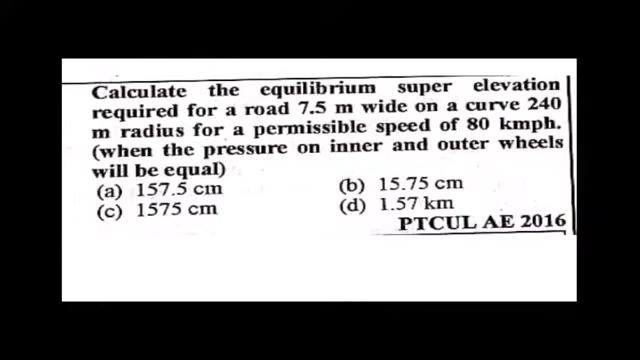 Calculate the equilibrium super elevation
required for a road 7.5 m wide on a curve 240
m radius for a permissible speed of 80 kmph.
(when the pressure on inner and outer wheels
will be equal)
(a) 157.5 cm (b) 15.75 cm
(c) 1575 cm (d) 1.57 km
PTCUL AE 2016